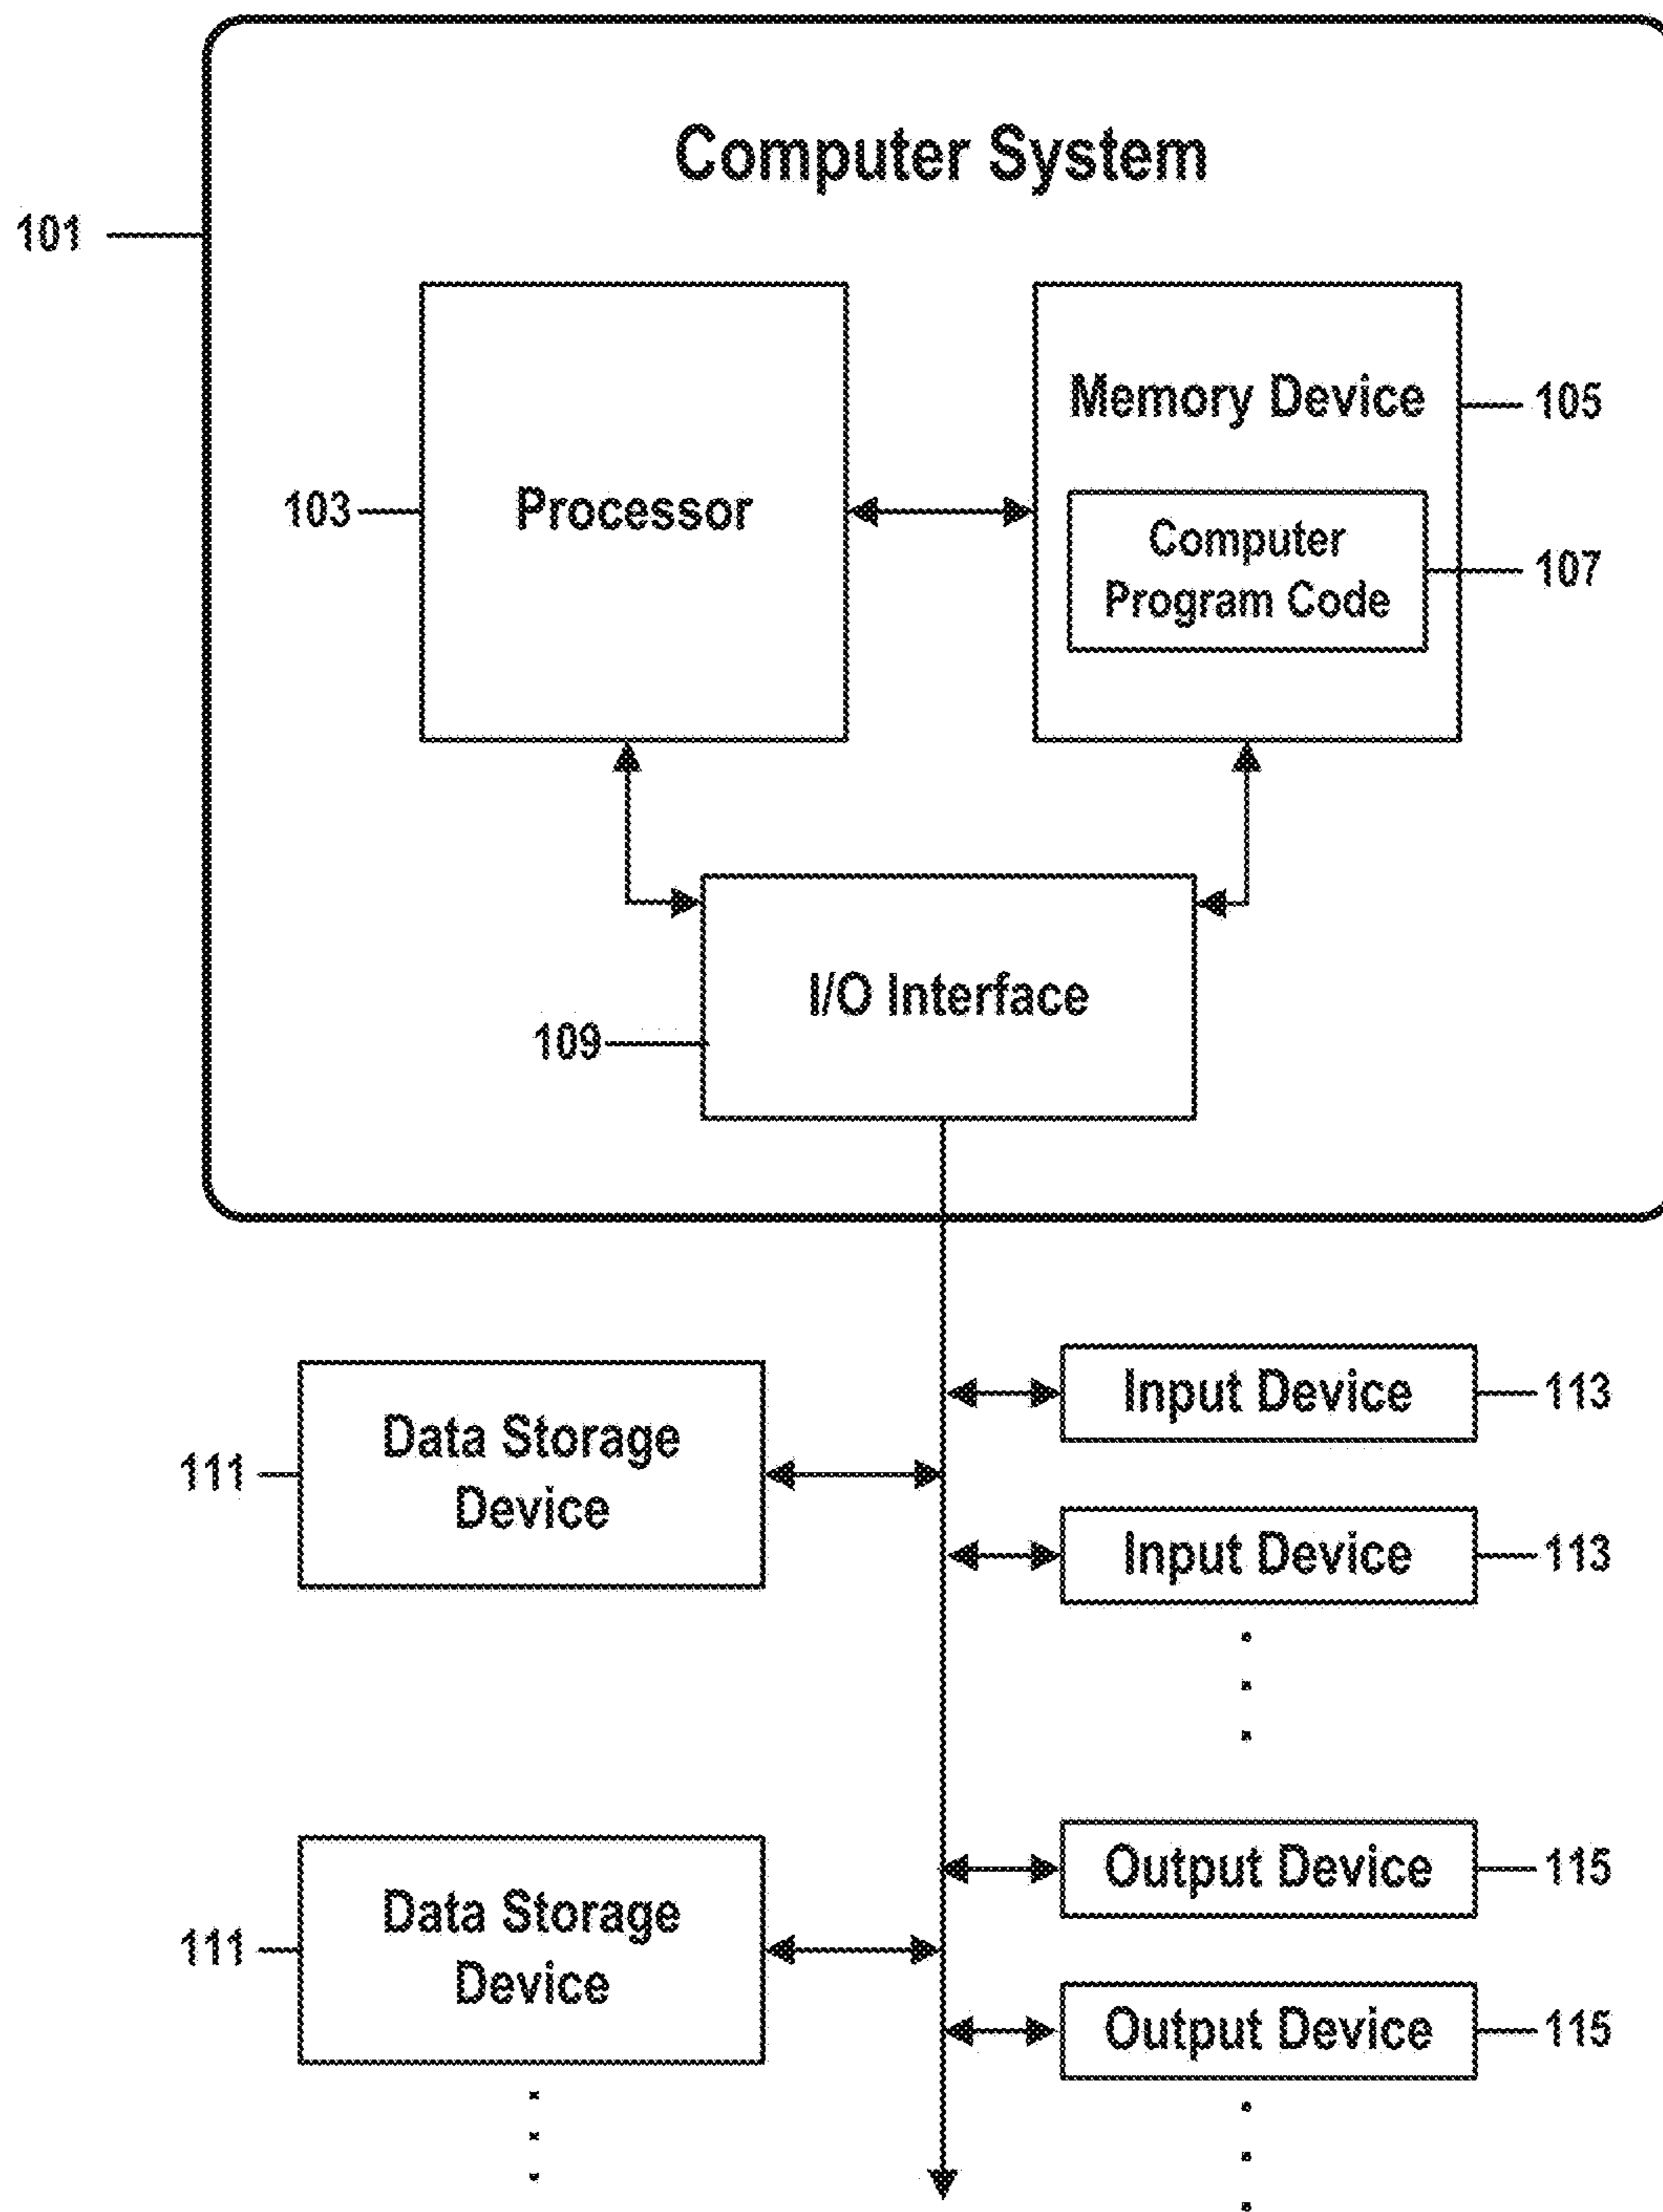 Computer System
101
Processor
103
Memory Device
105
Computer
Program Code
107
I/O Interface
109
Data Storage
Device
111
Input Device
113
Input Device
113
Data Storage
Device
111
Output Device
115
Output Device
115